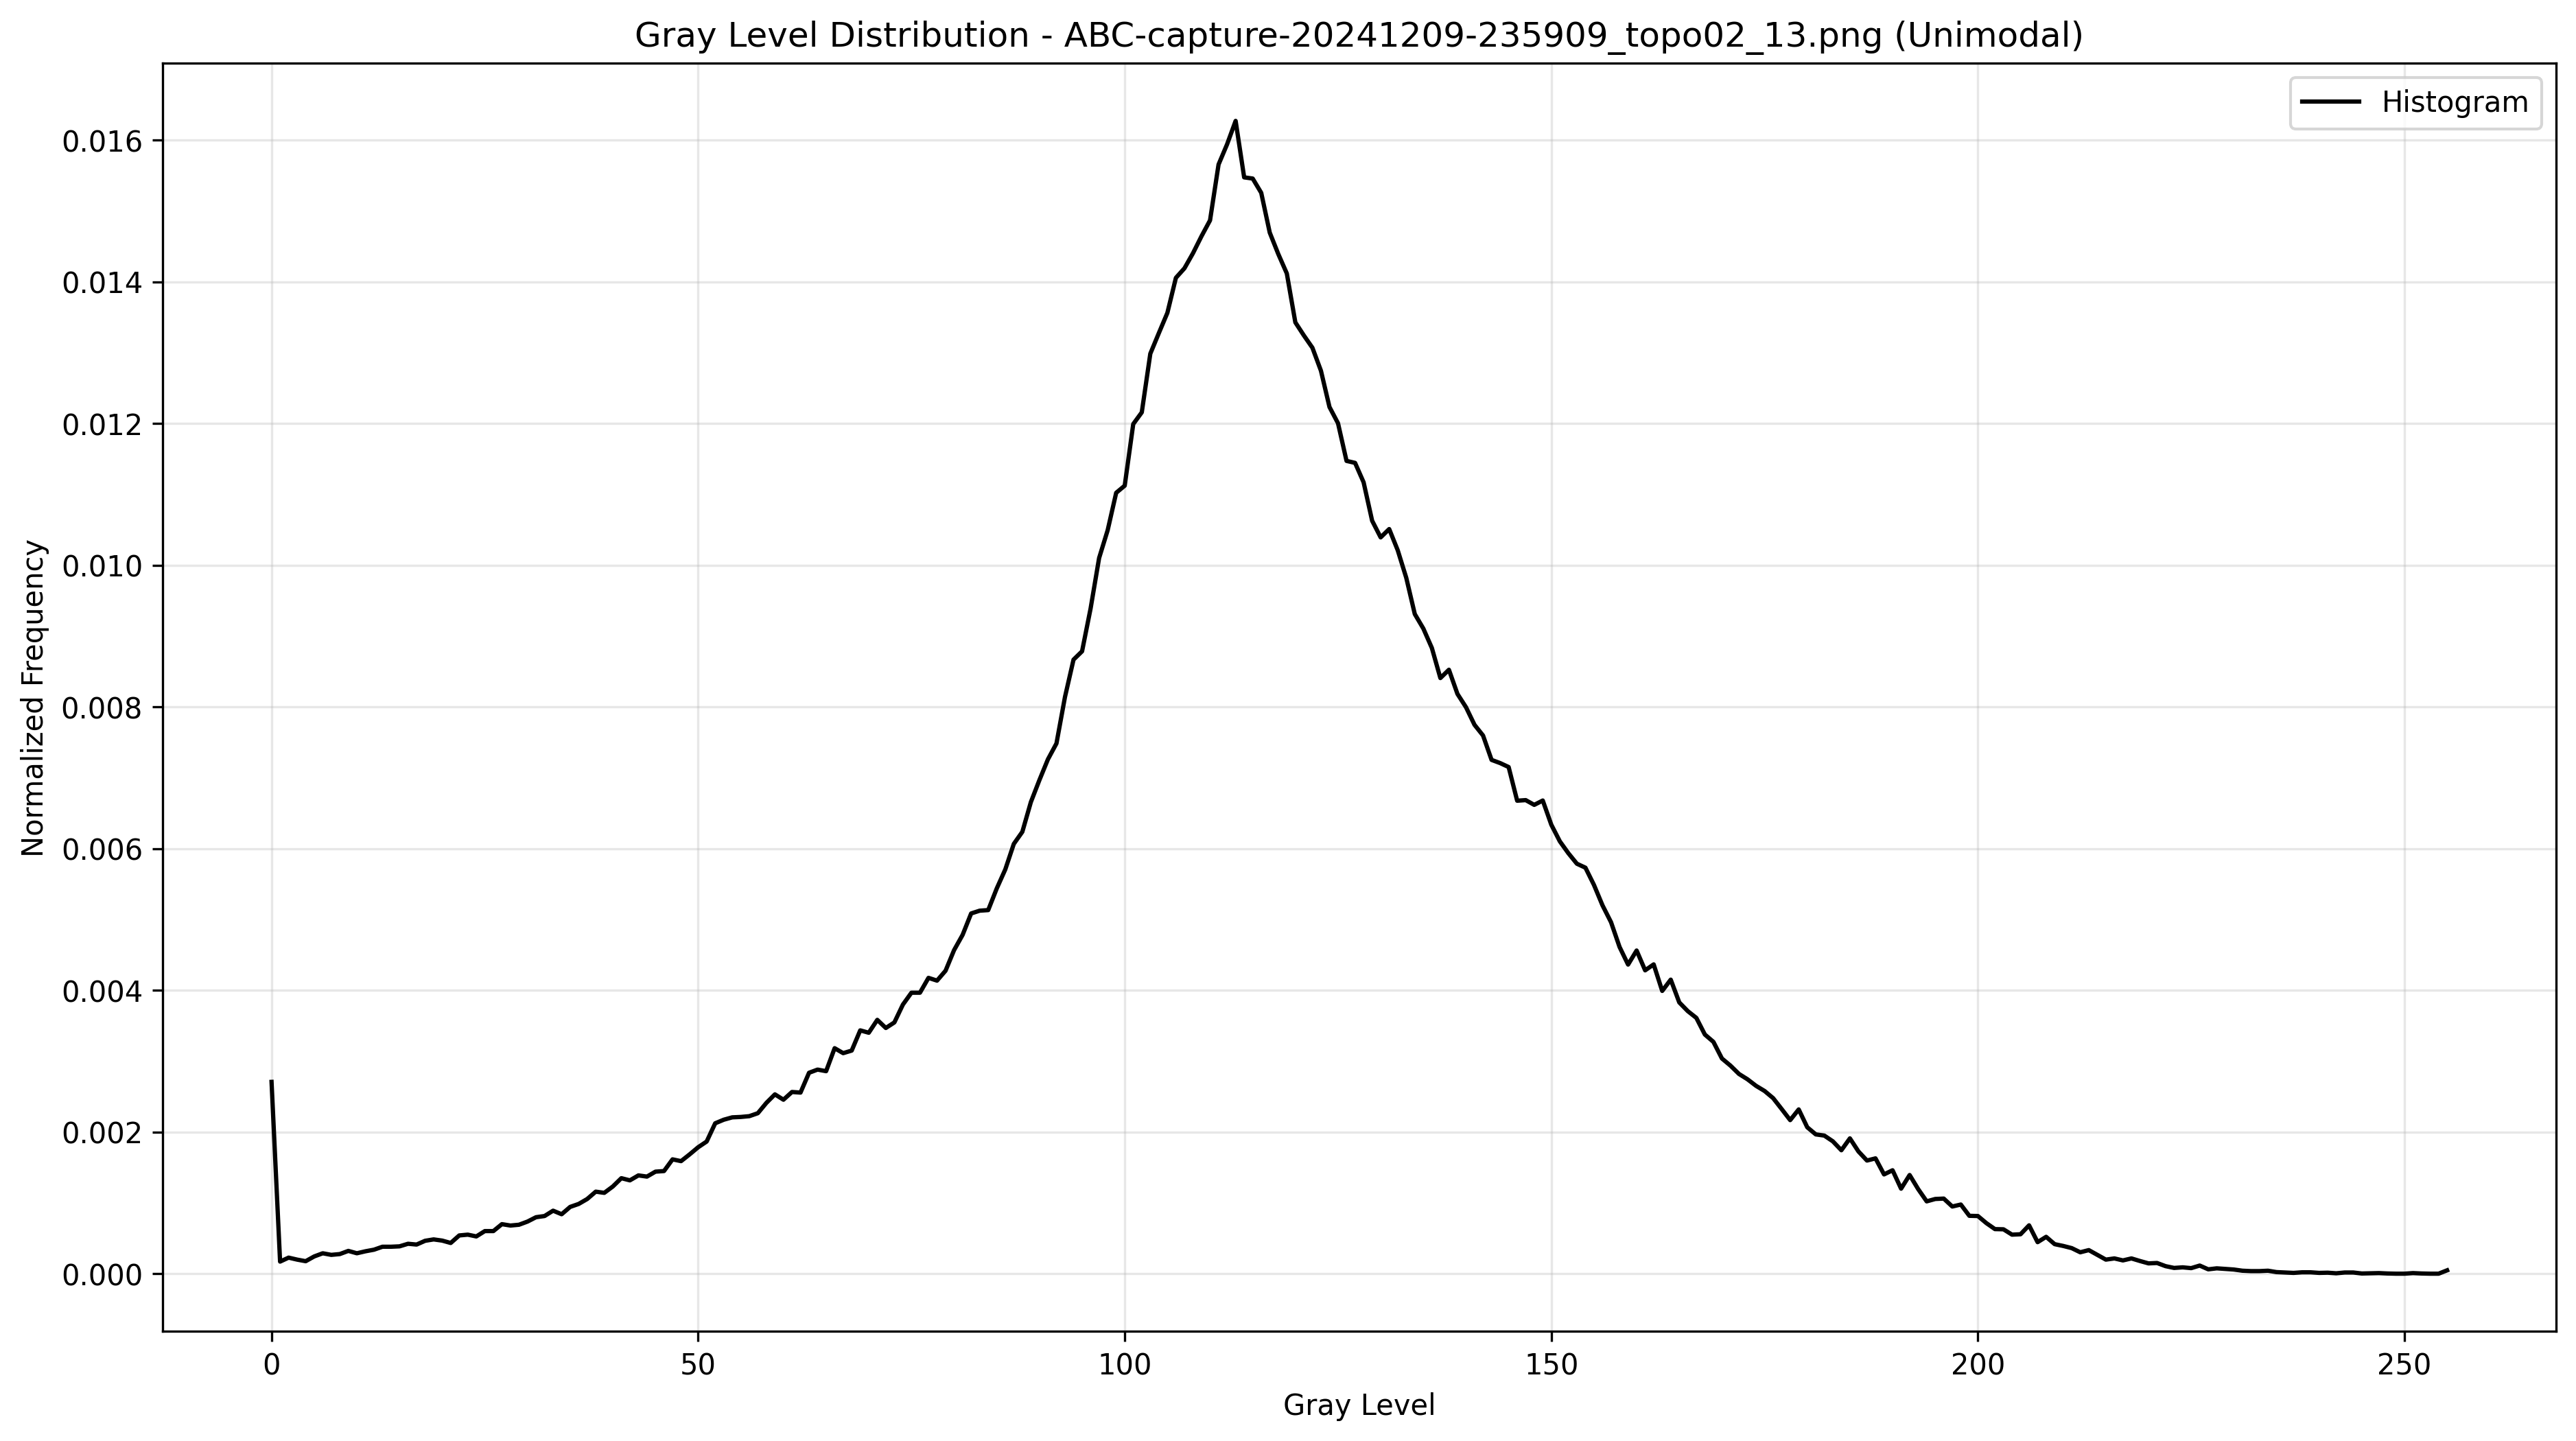 Gray Level Distribution - ABC-capture-20241209-235909_topo02_13.png (Unimodal)
Histogram
Normalized Frequency
0.016
0.014
0.012
0.010
0.008
0.006
0.004
0.002
0.000
0 50 100 150 200 250
Gray Level